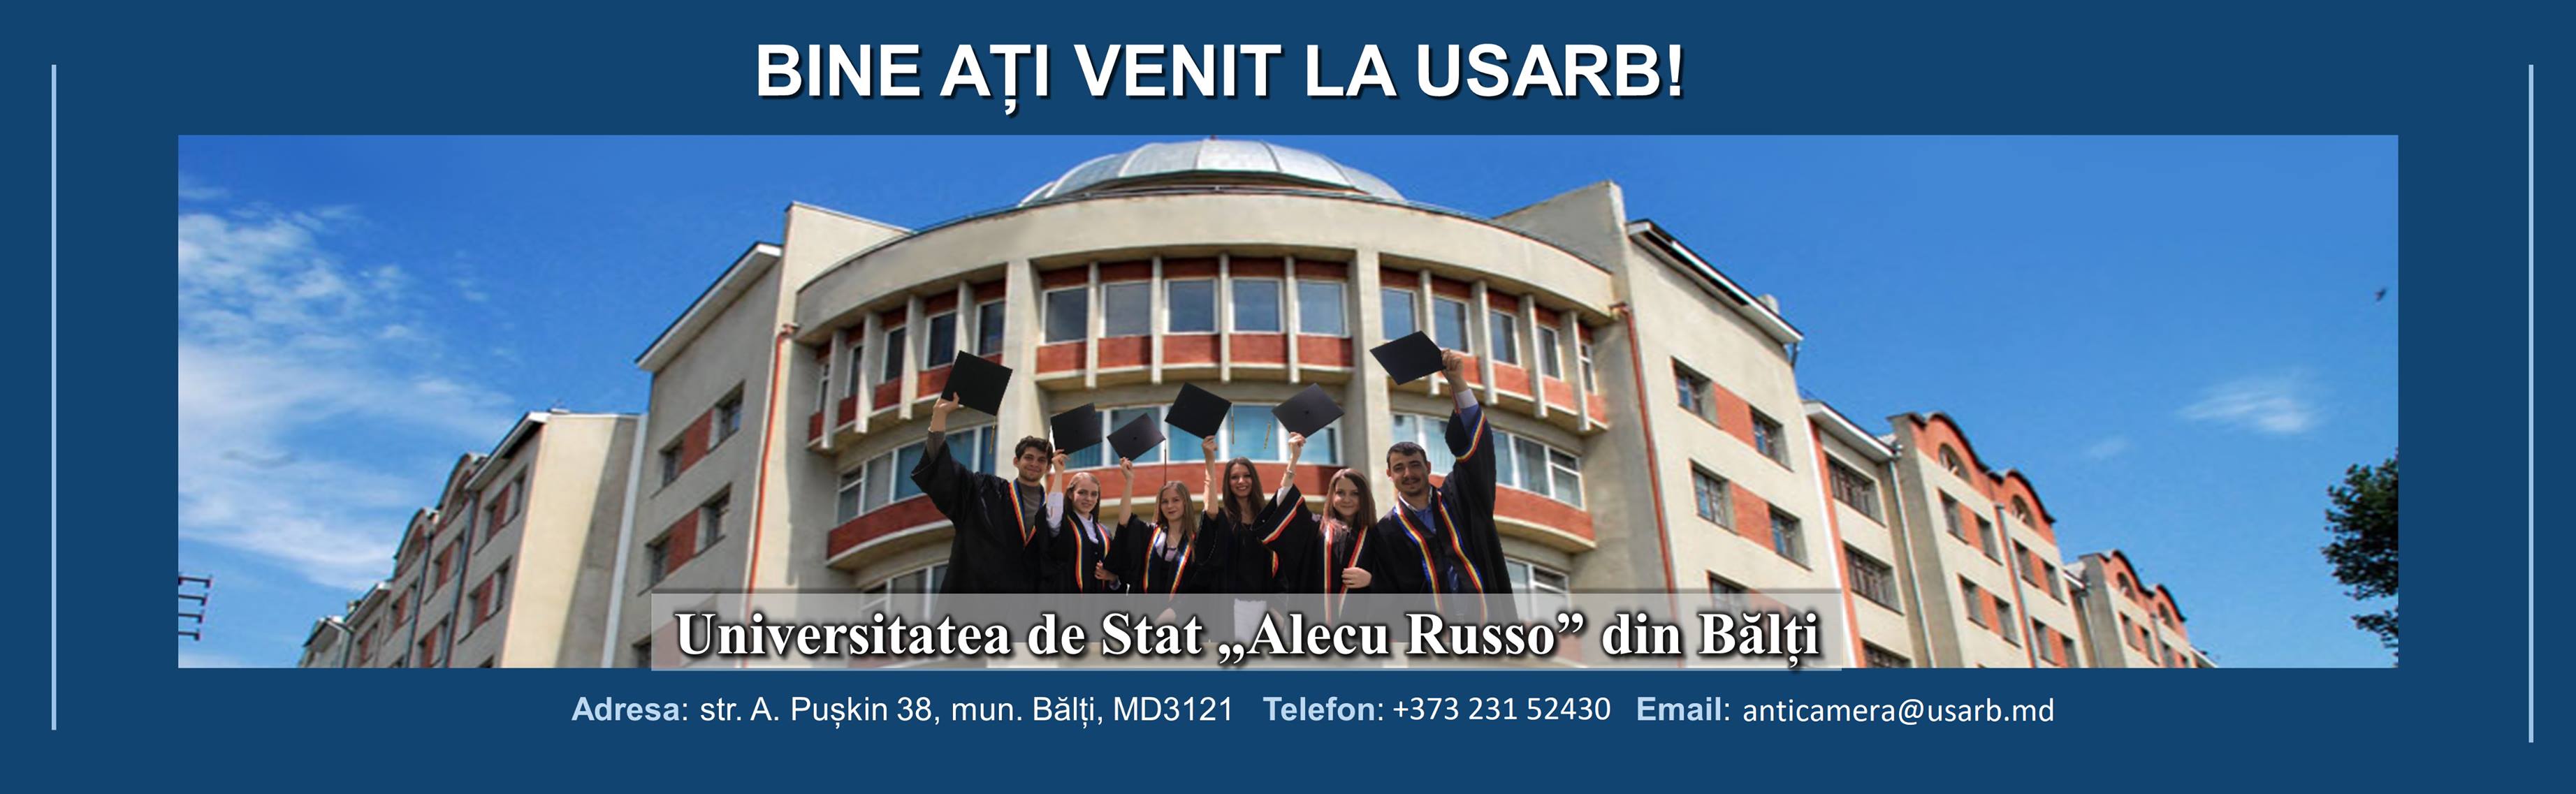 BINE AȚI VENIT LA USARB!
Universitatea de Stat „Alecu Russo” din Bălți
Adresa: str. A. Pușkin 38, mun. Bălți, MD3121 Telefon: +373 231 52430 Email: anticamera@usarb.md